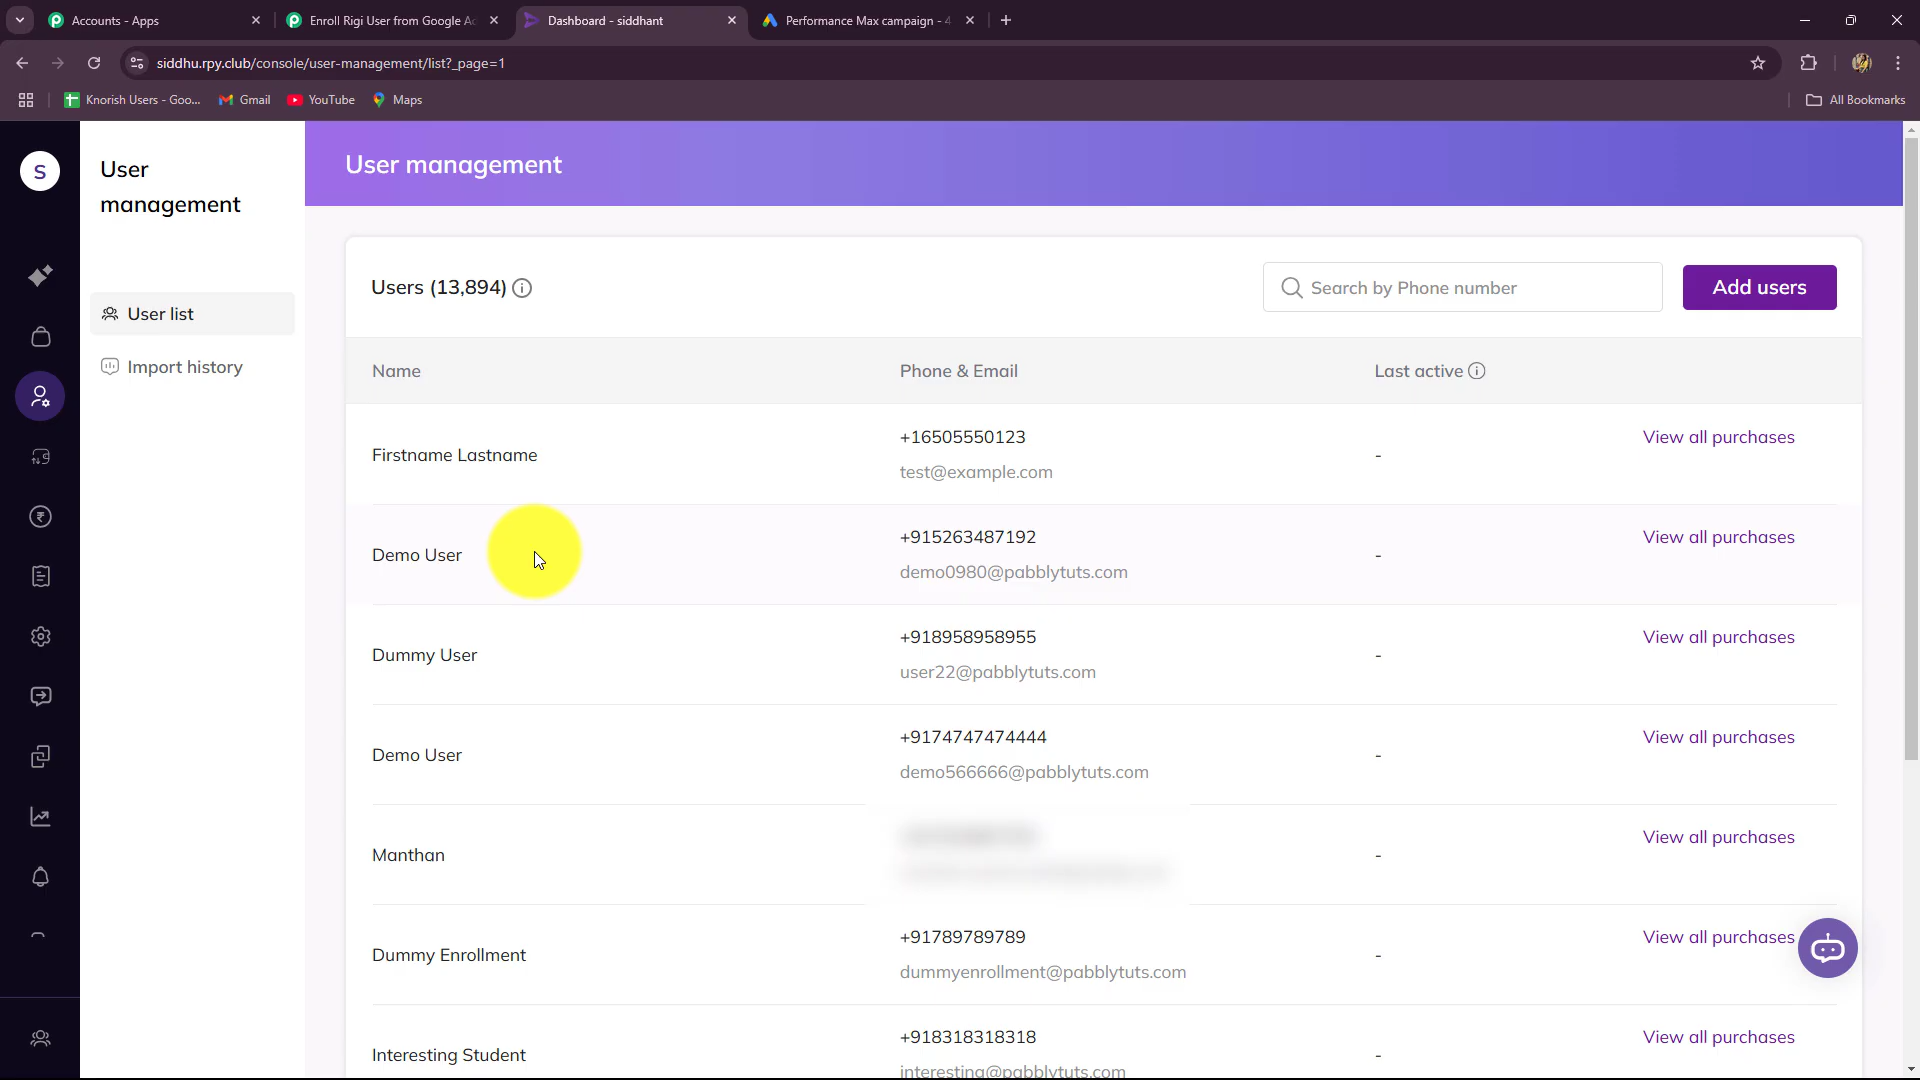 Accounts - Apps
Enroll Rigi User from Google Ac
Dashboard - siddhant
Performance Max campaign - 4
siddhu.rpy.club/console/user-management/list?_page=1
Knorish Users - Goo...
Gmail
YouTube
Maps
All Bookmarks
S
User
management
User list
Import history
User management
Users (13,894)
Search by Phone number
Add users
Name
Phone & Email
Last active
Firstname Lastname
+16505550123
test@example.com
-
View all purchases
Demo User
+915263487192
demo0980@pabblytuts.com
-
View all purchases
Dummy User
+918958958955
user22@pabblytuts.com
-
View all purchases
Demo User
+9174747474444
demo566666@pabblytuts.com
-
View all purchases
Manthan
-
View all purchases
Dummy Enrollment
+91789789789
dummyenrollment@pabblytuts.com
-
View all purchases
Interesting Student
+918318318318
interesting@pabblytuts.com
-
View all purchases